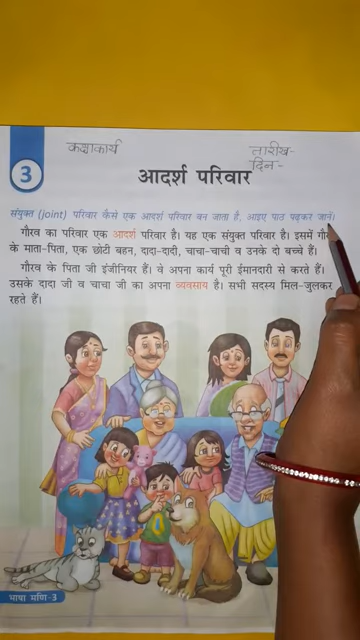 कक्षाकार्य
तारीख-
दिन-
3
आदर्श परिवार
संयुक्त (joint) परिवार कैसे एक आदर्श परिवार बन जाता है, आइए पाठ पढ़कर जानें।
गौरव का परिवार एक आदर्श परिवार है। यह एक संयुक्त परिवार है। इसमें
के माता-पिता, एक छोटी बहन, दादा-दादी, चाचा-चाची व उनके दो बच्चे हैं।
गौरव के पिता जी इंजीनियर हैं। वे अपना कार्य पूरी ईमानदारी से करते हैं।
उसके दादा जी व चाचा जी का अपना व्यवसाय है। सभी सदस्य मिल-जुलकर
रहते हैं।
भाषा मणि-3